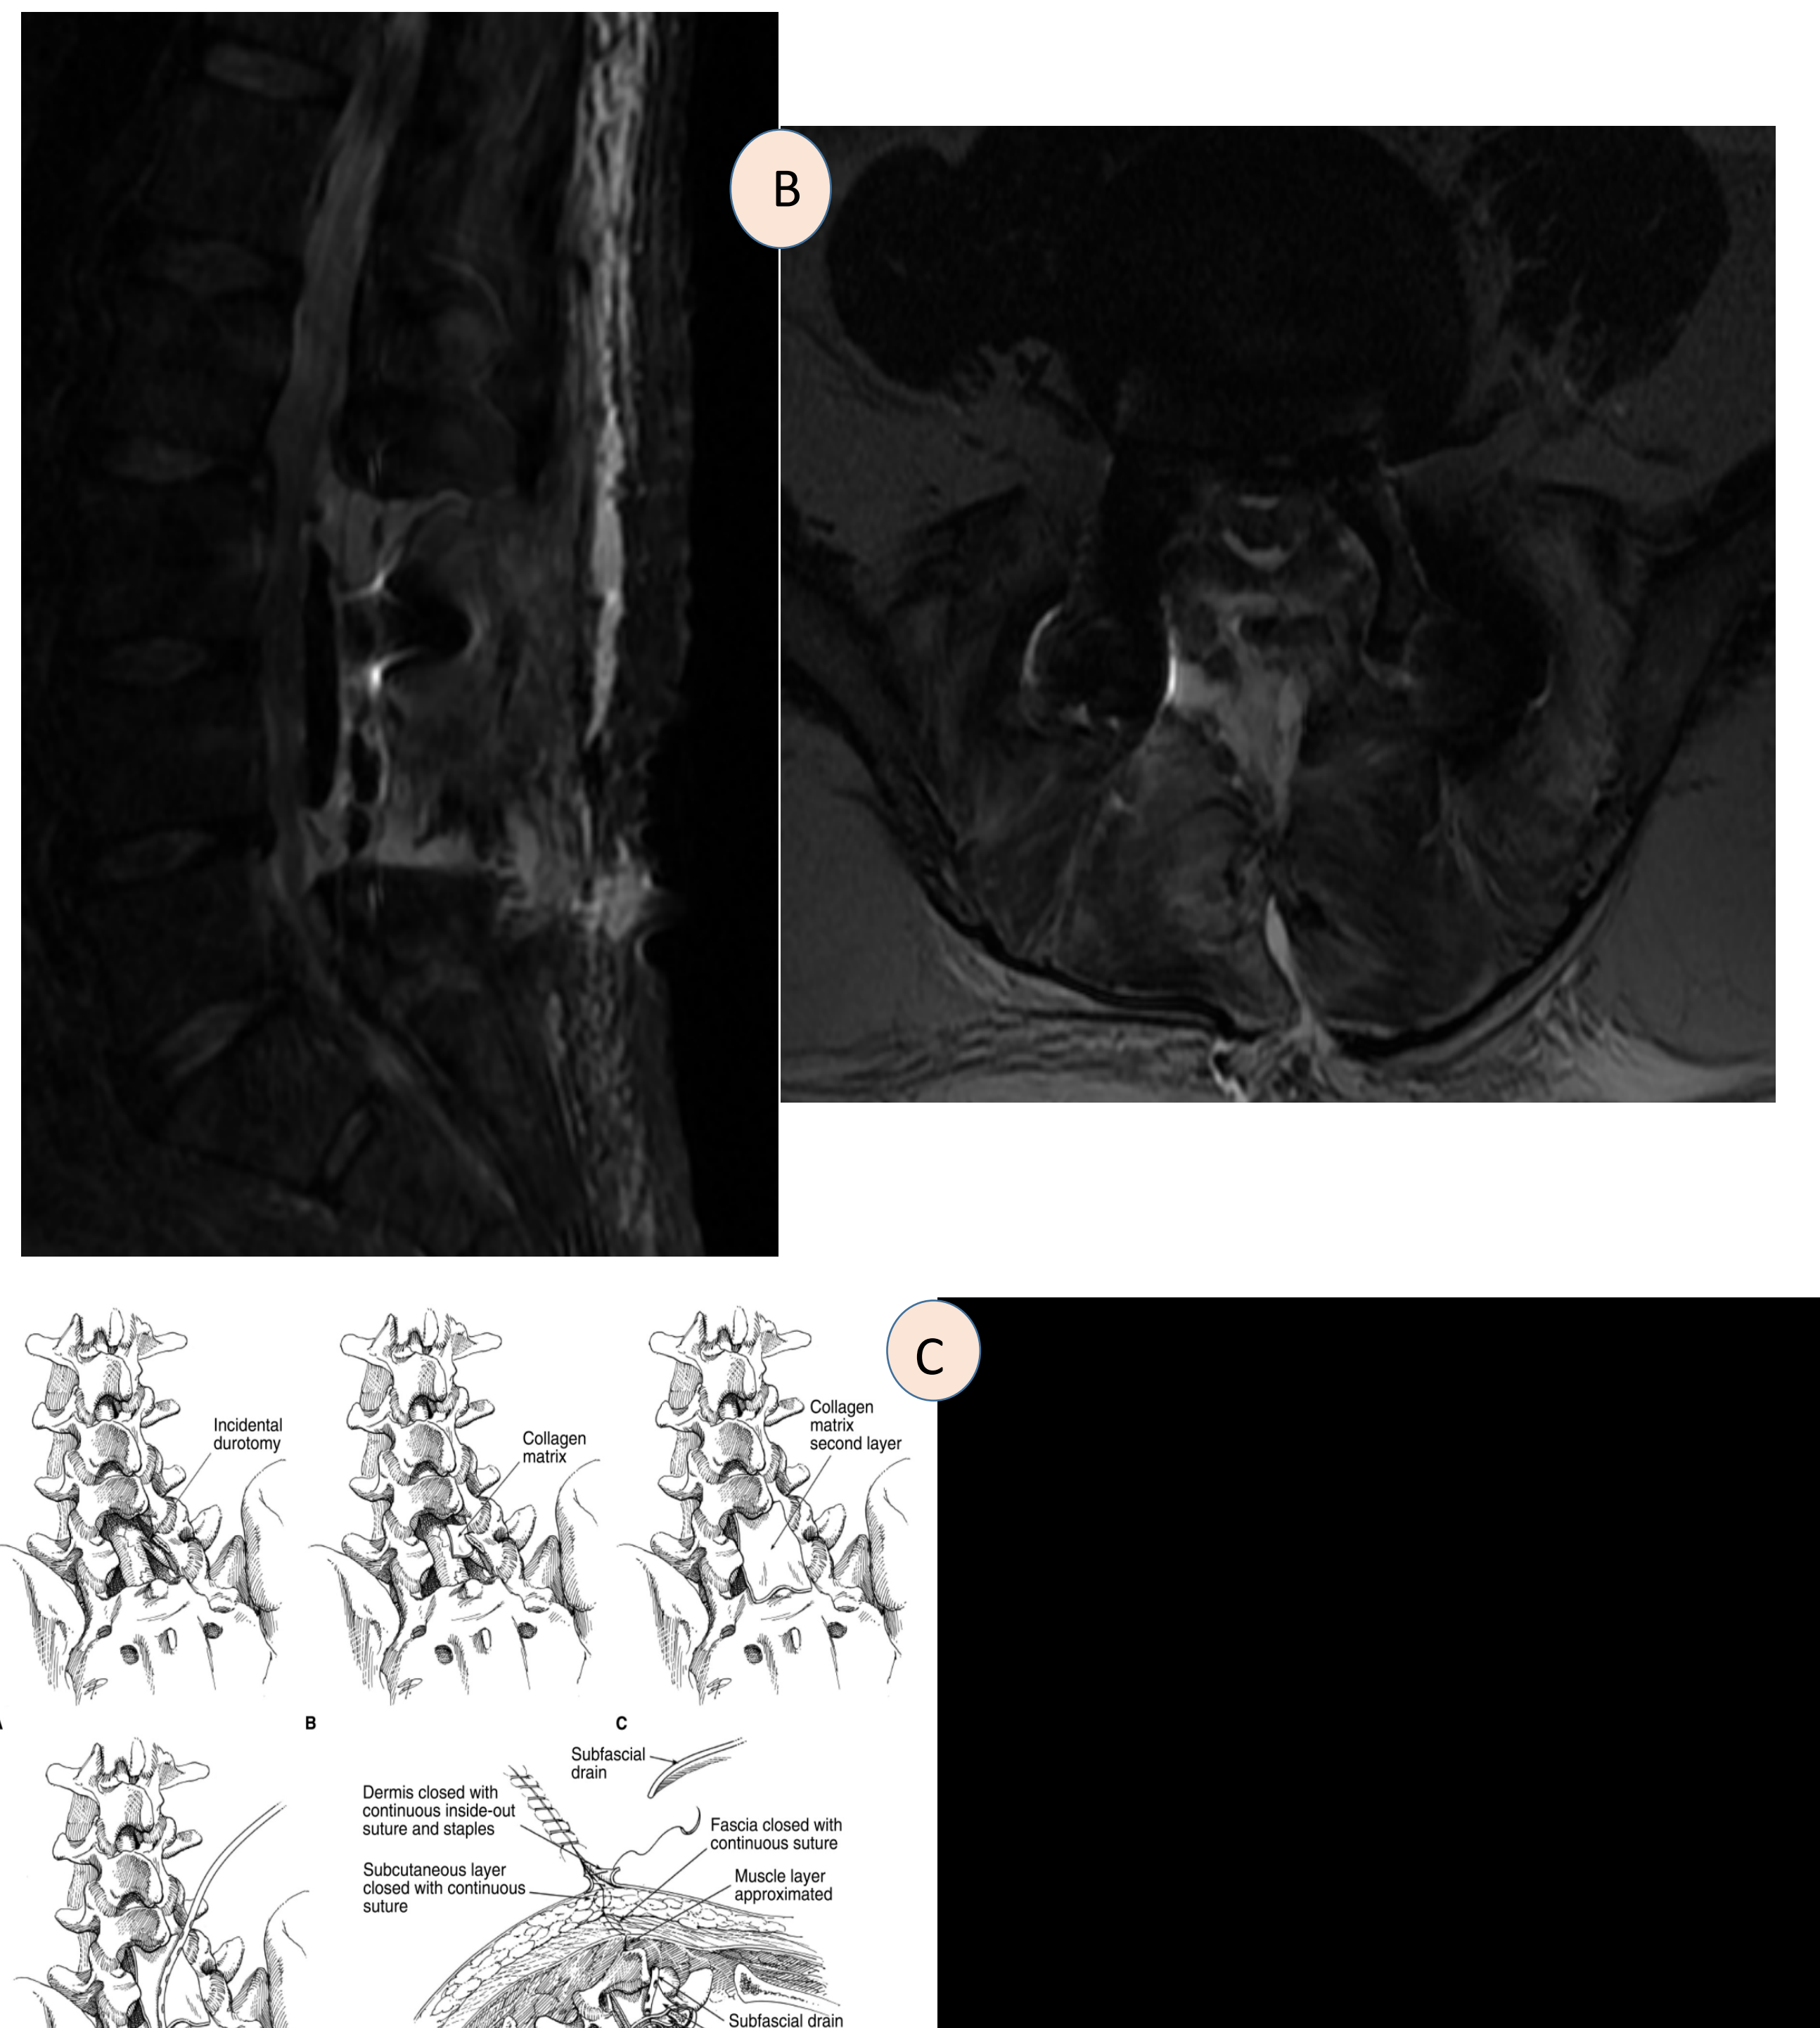 B
C
Incidental
durotomy
Collagen
matrix
Collagen
matrix
second layer
B
C
Subfascial
drain
Dermis closed with
continuous inside-out
suture and staples
Fascia closed with
continuous suture
Subcutaneous layer
closed with continuous
suture
Muscle layer
approximated
Subfascial drain